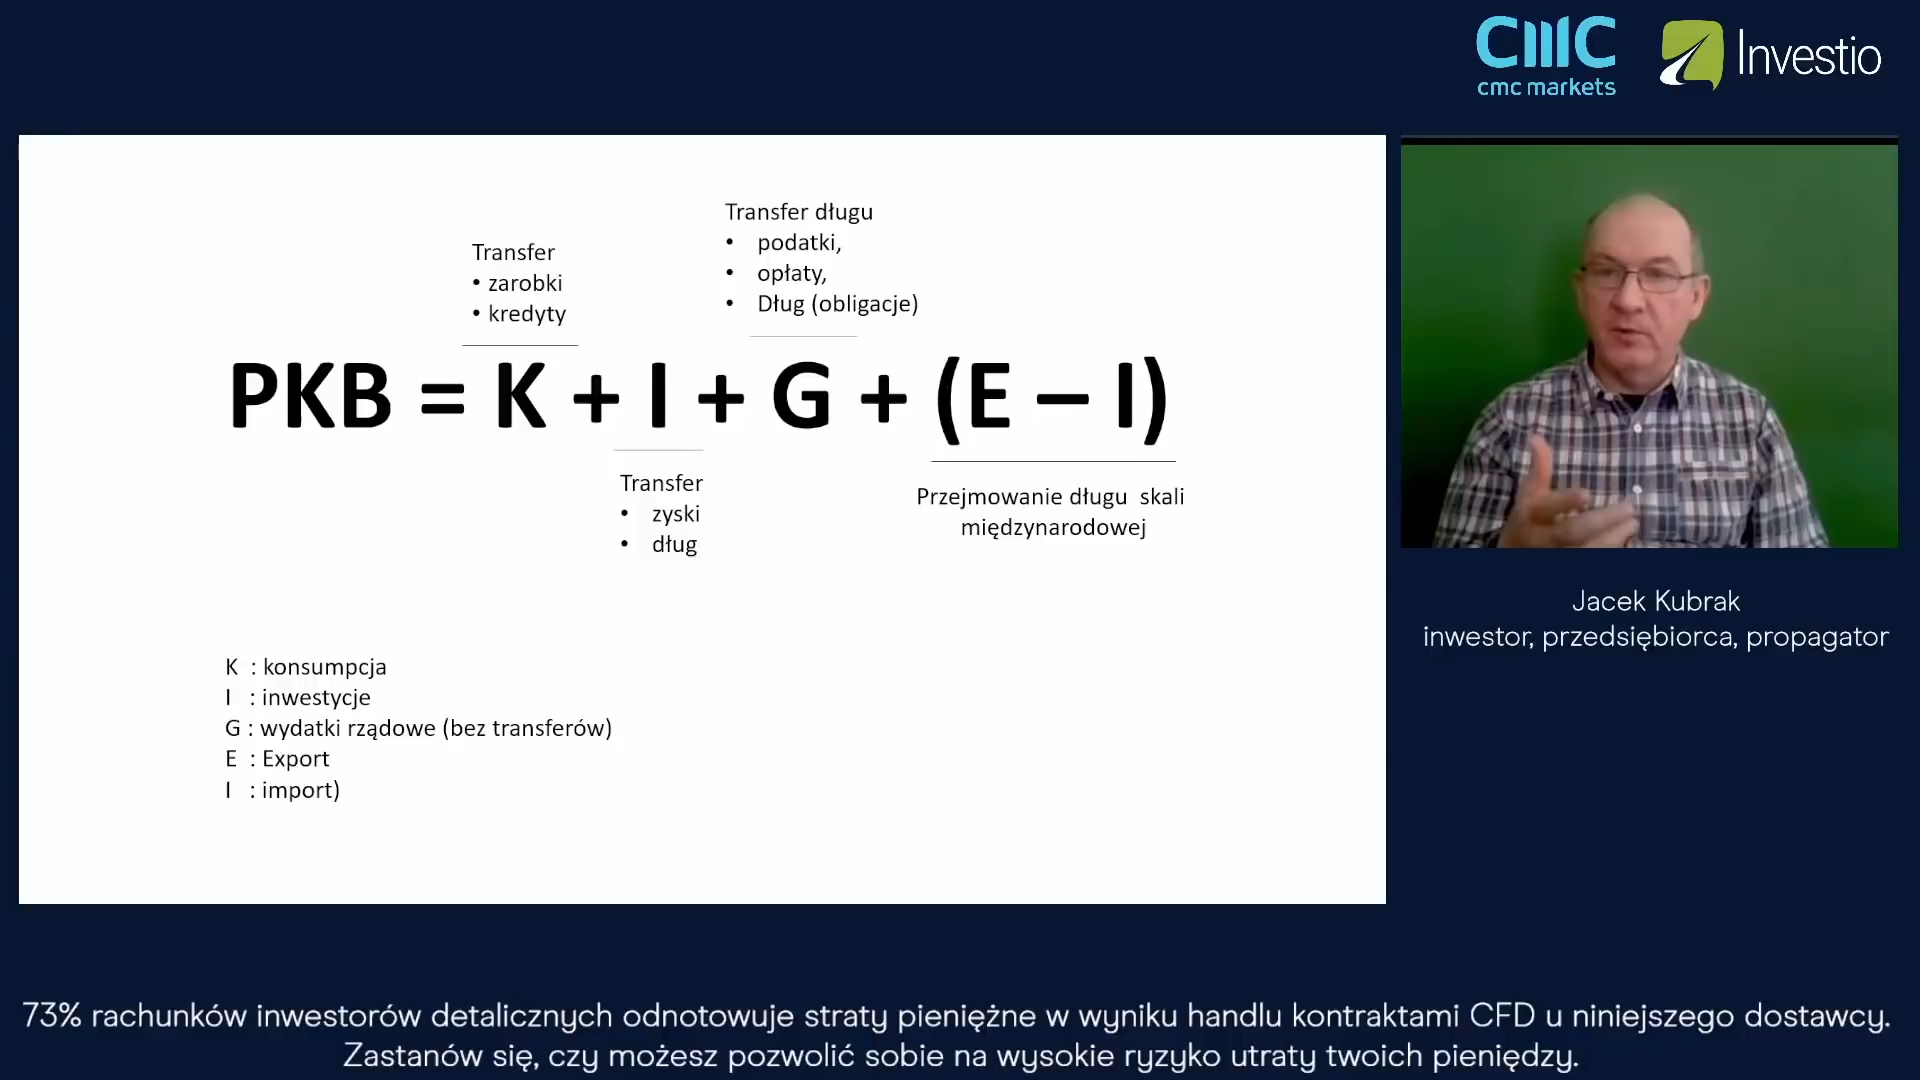 CMC
cmc markets
Investio
Transfer długu
• podatki,
• opłaty,
• Dług (obligacje)
Transfer
• zarobki
• kredyty
PKB = K + I + G + (E – I)
Transfer
• zyski
• dług
Przejmowanie długu skali
międzynarodowej
K : konsumpcja
I : inwestycje
G : wydatki rządowe (bez transferów)
E : Export
I : import)
Jacek Kubrak
inwestor, przedsiębiorca, propagator
73% rachunków inwestorów detalicznych odnotowuje straty pieniężne w wyniku handlu kontraktami CFD u niniejszego dostawcy.
Zastanów się, czy możesz pozwolić sobie na wysokie ryzyko utraty twoich pieniędzy.